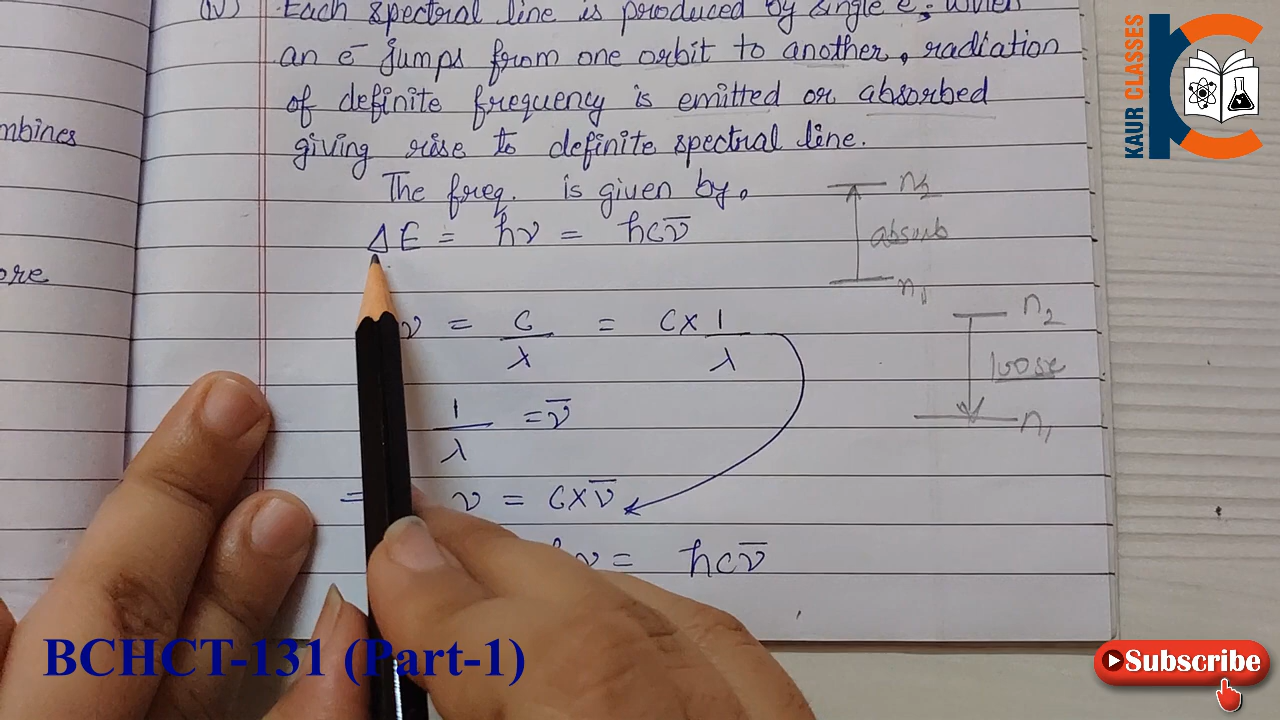 (iv) Each spectral line is produced by single e⁻, when
an e⁻ jumps from one orbit to another, radiation
of definite frequency is emitted or absorbed
giving rise to definite spectral line.
The freq. is given by,
ΔE = hν = hcν̅
ν = c/λ = c × 1/λ
1/λ = ν̅
= ν = c×ν̅
ν = hcν̅
n₂
absorb
n₁
n₂
loose
n₁
mbines
ore
KAUR CLASSES
BCHCT-131 (Part-1)
Subscribe